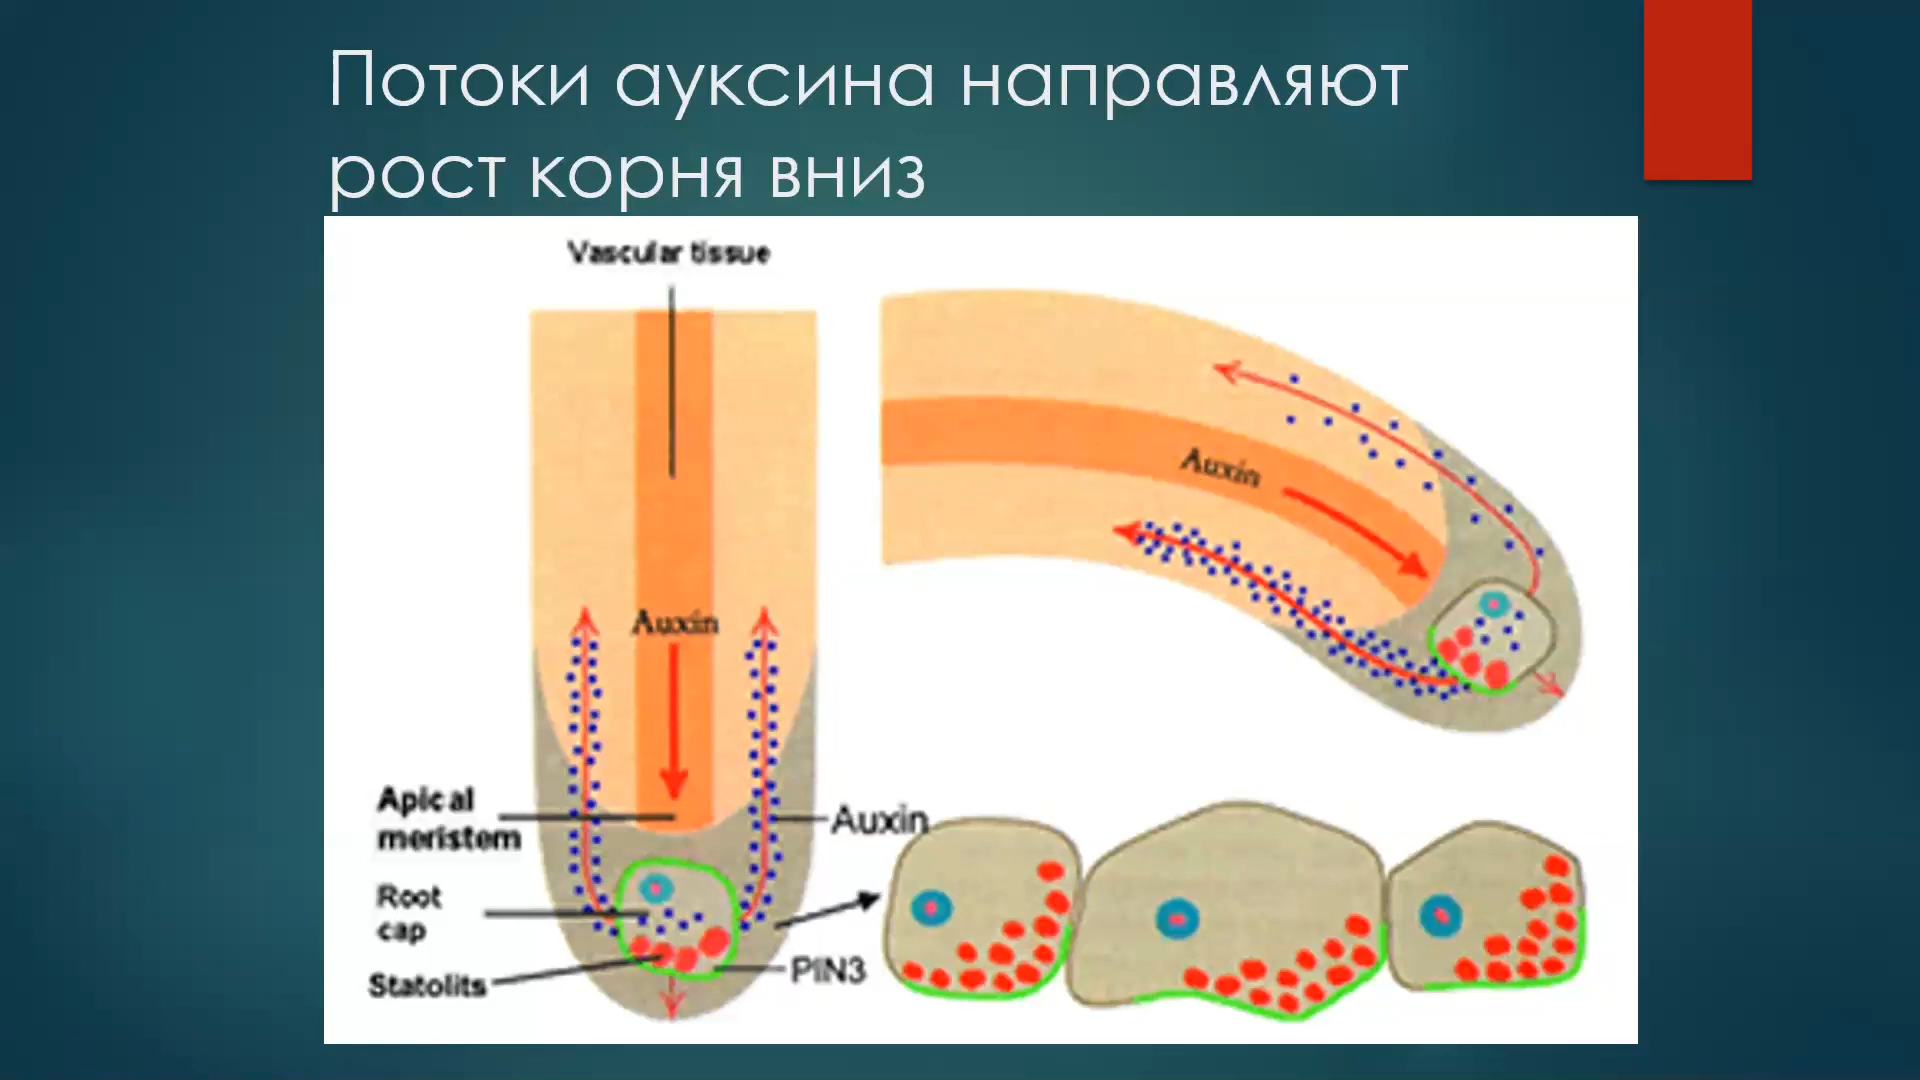 Потоки ауксина направляют
рост корня вниз
Vascular tissue
Auxin
Auxin
Apical
meristem
Auxin
Root
cap
PIN3
Statolits